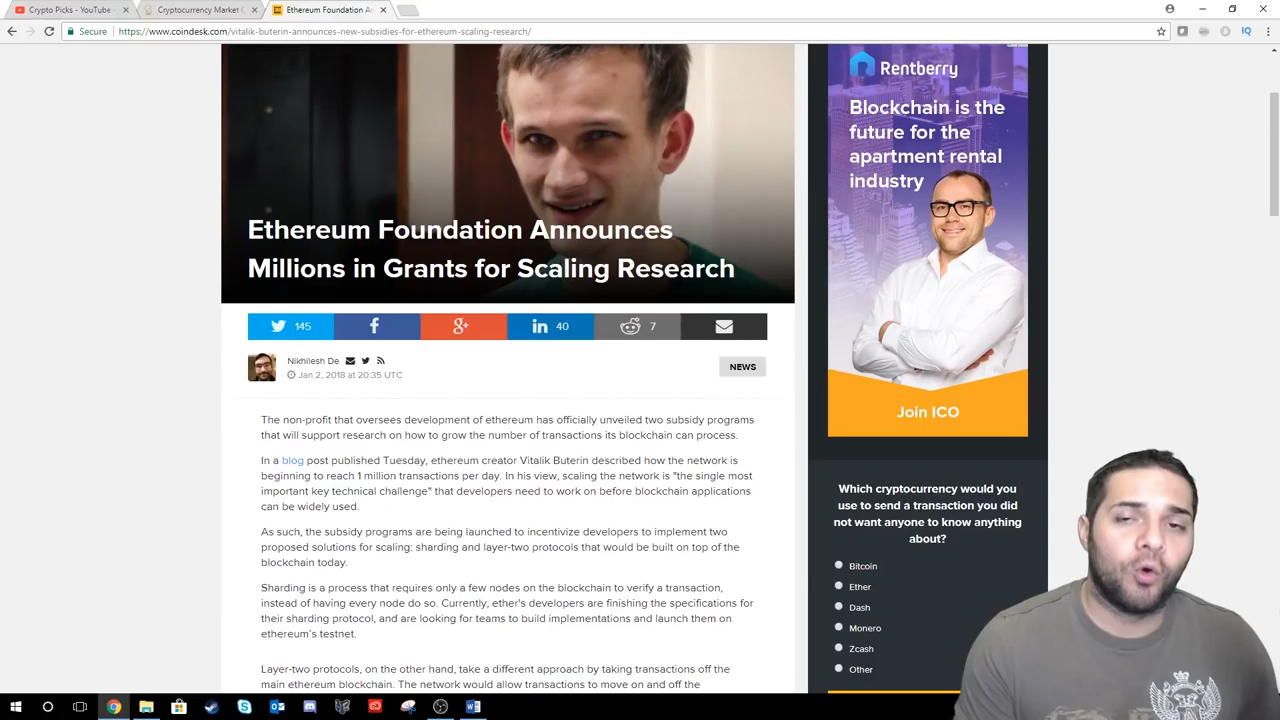 Crypto Picks - YouTube
Cryptocurrency Market C
Ethereum Foundation An
Secure
https://www.coindesk.com/vitalik-buterin-announces-new-subsidies-for-ethereum-scaling-research/
Ethereum Foundation Announces
Millions in Grants for Scaling Research
145
40
7
Nikhilesh De
Jan 2, 2018 at 20:35 UTC
NEWS
The non-profit that oversees development of ethereum has officially unveiled two subsidy programs
that will support research on how to grow the number of transactions its blockchain can process.
In a blog post published Tuesday, ethereum creator Vitalik Buterin described how the network is
beginning to reach 1 million transactions per day. In his view, scaling the network is "the single most
important key technical challenge" that developers need to work on before blockchain applications
can be widely used.
As such, the subsidy programs are being launched to incentivize developers to implement two
proposed solutions for scaling: sharding and layer-two protocols that would be built on top of the
blockchain today.
Sharding is a process that requires only a few nodes on the blockchain to verify a transaction,
instead of having every node do so. Currently, ether's developers are finishing the specifications for
their sharding protocol, and are looking for teams to build implementations and launch them on
ethereum's testnet.
Layer-two protocols, on the other hand, take a different approach by taking transactions off the
main ethereum blockchain. The network would allow transactions to move on and off the
Rentberry
Blockchain is the
future for the
apartment rental
industry
Join ICO
Which cryptocurrency would you
use to send a transaction you did
not want anyone to know anything
about?
Bitcoin
Ether
Dash
Monero
Zcash
Other